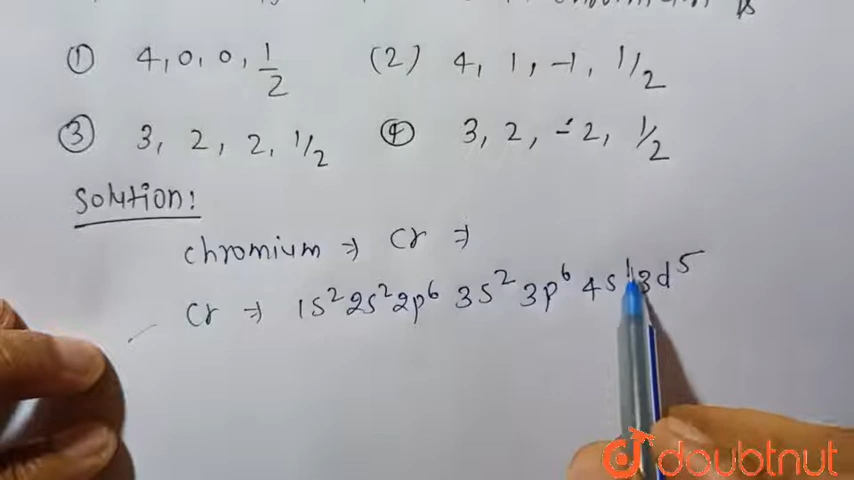 ① 4,0,0,1/2 (2) 4, 1, -1, 1/2
③ 3, 2, 2, 1/2 ④ 3, 2, -2, 1/2
Solution:
chromium ⇒ Cr ⇒
Cr ⇒ 1s² 2s² 2p⁶ 3s² 3p⁶ 4s¹ 3d⁵
doubtnut